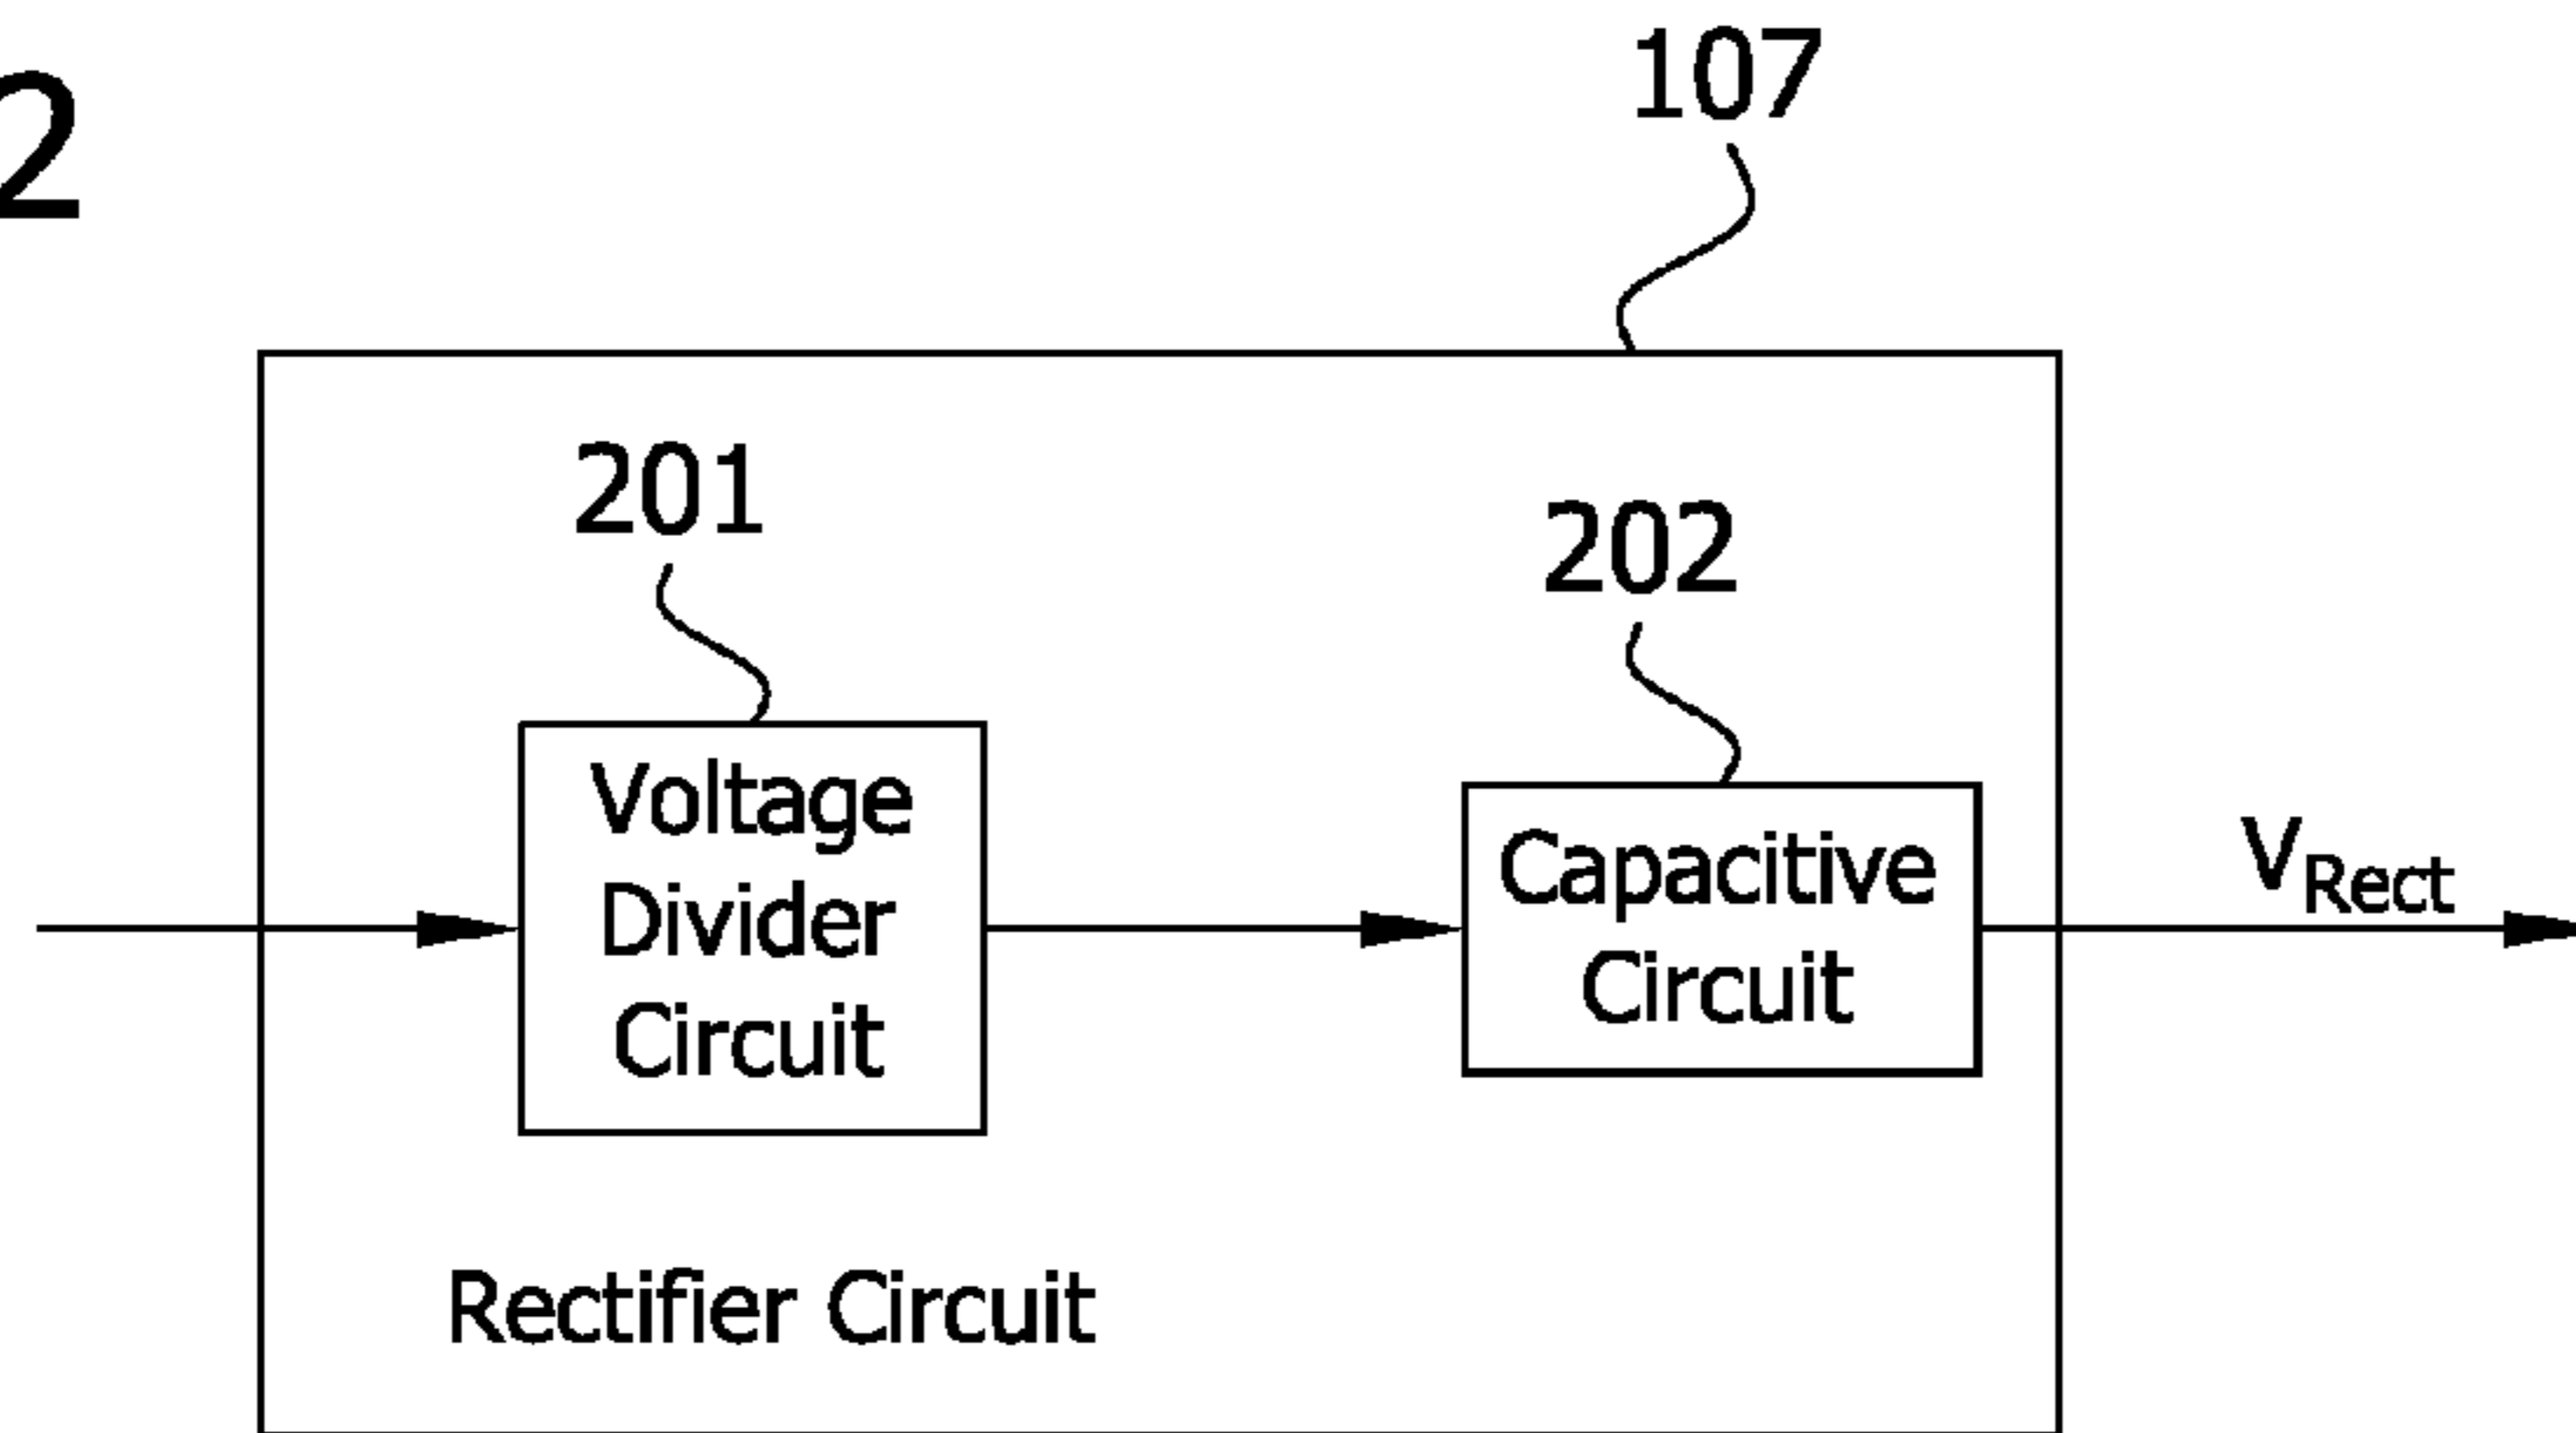 2
107
201
202
Voltage
Divider
Circuit
Capacitive
Circuit
VRect
Rectifier Circuit